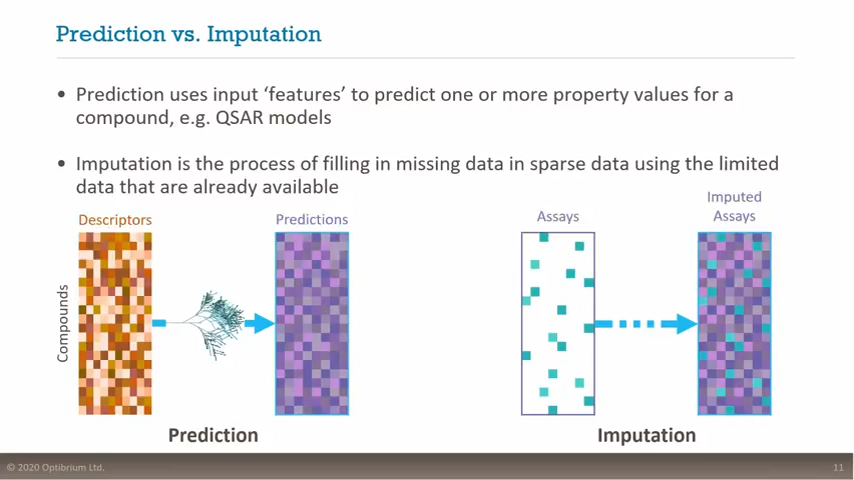 Prediction vs. Imputation
• Prediction uses input ‘features’ to predict one or more property values for a
compound, e.g. QSAR models
• Imputation is the process of filling in missing data in sparse data using the limited
data that are already available
Descriptors
Predictions
Compounds
Prediction
Assays
Imputed
Assays
Imputation
© 2020 Optibrium Ltd.
11